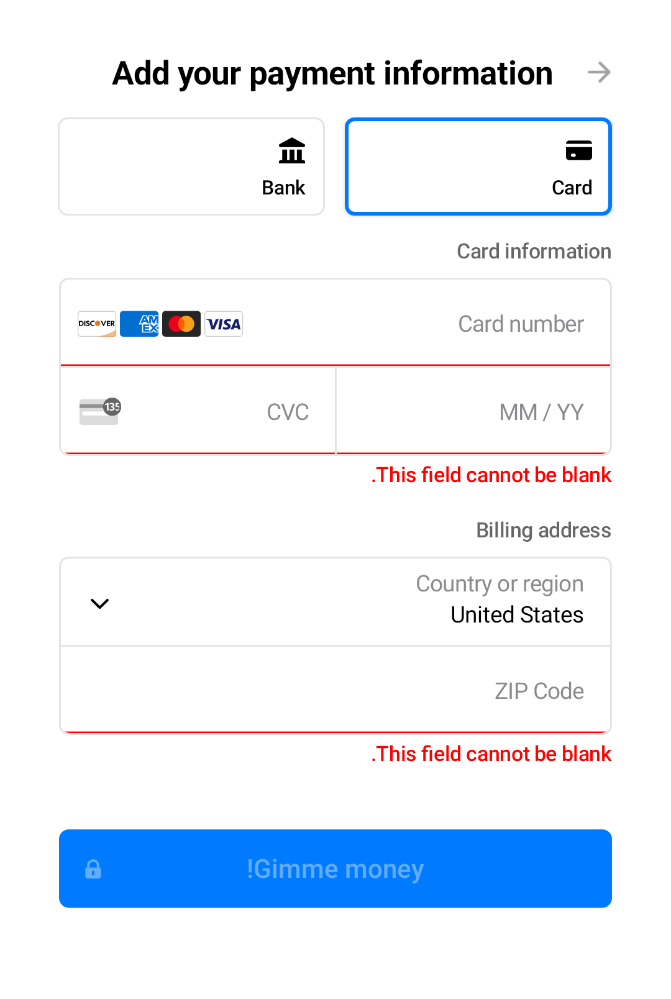 Add your payment information
Bank
Card
Card information
DISCOVER AM EX VISA Card number
135 CVC MM / YY
.This field cannot be blank
Billing address
Country or region
United States
ZIP Code
.This field cannot be blank
!Gimme money